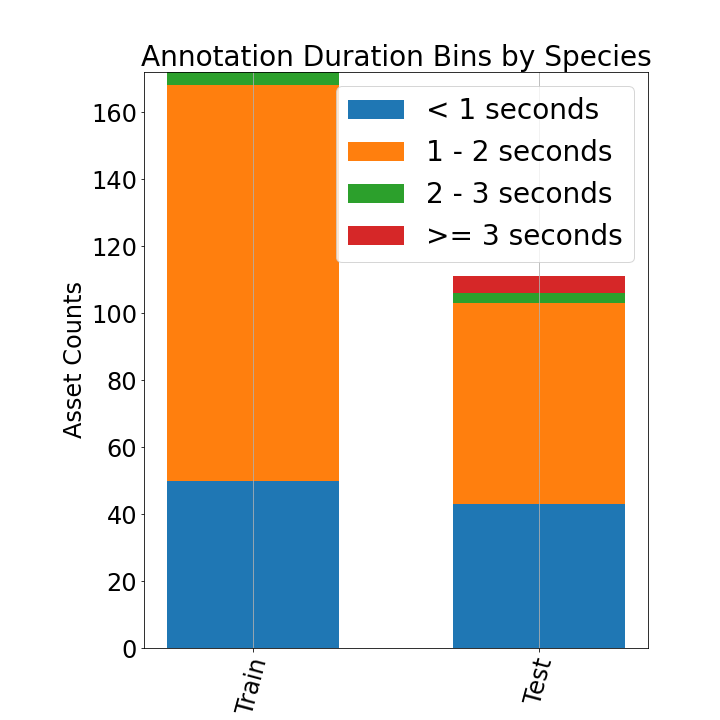 Annotation Duration Bins by Species
160
140
120
100
80
60
40
20
0
Asset Counts
< 1 seconds
1 - 2 seconds
2 - 3 seconds
>= 3 seconds
Train
Test